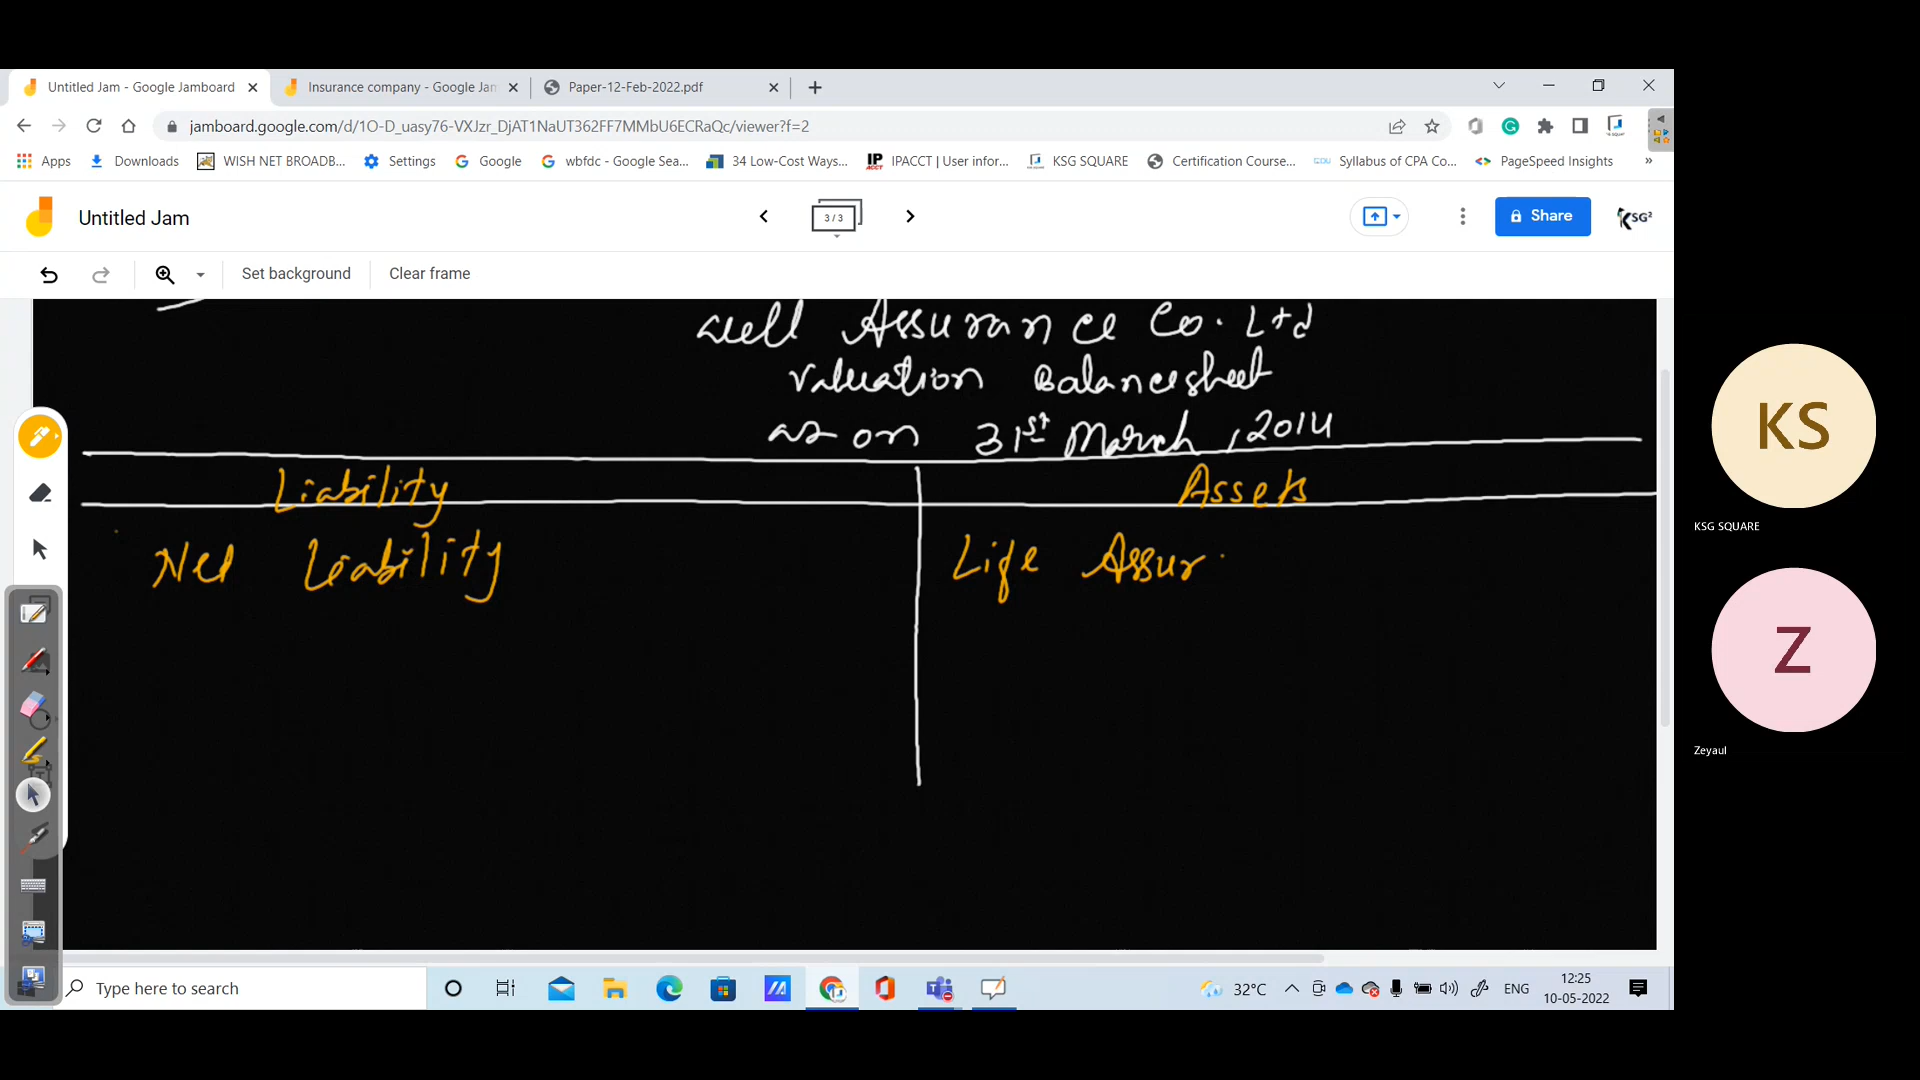 Untitled Jam - Google Jamboard
Insurance company - Google Jan
Paper-12-Feb-2022.pdf
jamboard.google.com/d/1O-D_uasy76-VXJzr_DjAT1NaUT362FF7MMbU6ECRaQc/viewer?f=2
Apps
Downloads
WISH NET BROADB...
Settings
Google
wbfdc - Google Sea...
34 Low-Cost Ways...
IPACCT | User infor...
KSG SQUARE
Certification Course...
Syllabus of CPA Co...
PageSpeed Insights
»
Untitled Jam
3 / 3
Share
KSG²
Set background
Clear frame
Well Assurance Co. Ltd
Valuation Balancesheet
as on 31st March, 2014
Liability Assets
Net Liability Life Assur
KS
KSG SQUARE
Z
Zeyaul
Type here to search
32°C
ENG
12:25
10-05-2022